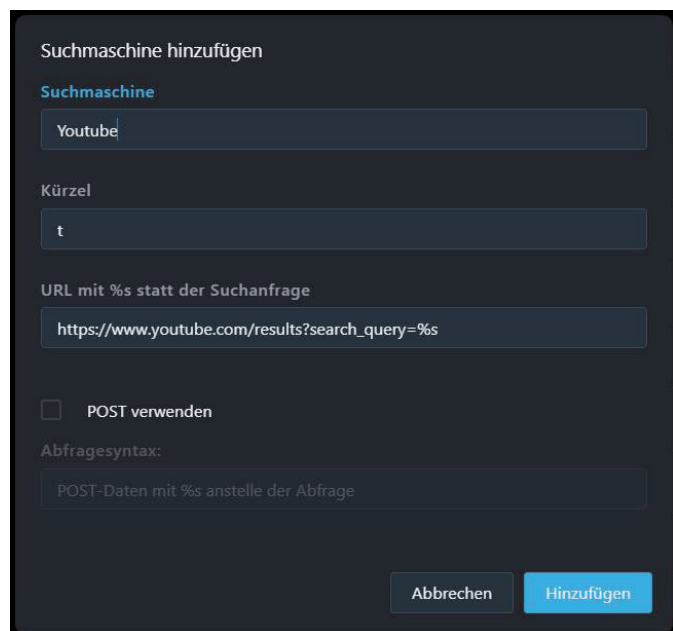 Suchmaschine hinzufügen
Suchmaschine
Youtube
Kürzel
t
URL mit %s statt der Suchanfrage
https://www.youtube.com/results?search_query=%s
POST verwenden
Abfragesyntax:
POST-Daten mit %s anstelle der Abfrage
Abbrechen
Hinzufügen